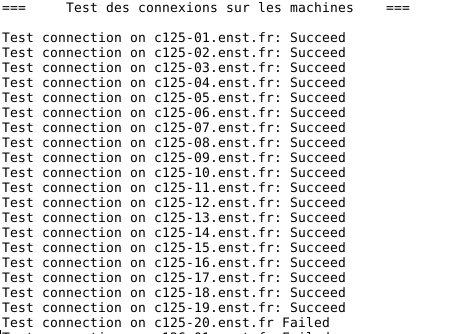 === Test des connexions sur les machines ===
Test connection on c125-01.enst.fr: Succeed
Test connection on c125-02.enst.fr: Succeed
Test connection on c125-03.enst.fr: Succeed
Test connection on c125-04.enst.fr: Succeed
Test connection on c125-05.enst.fr: Succeed
Test connection on c125-06.enst.fr: Succeed
Test connection on c125-07.enst.fr: Succeed
Test connection on c125-08.enst.fr: Succeed
Test connection on c125-09.enst.fr: Succeed
Test connection on c125-10.enst.fr: Succeed
Test connection on c125-11.enst.fr: Succeed
Test connection on c125-12.enst.fr: Succeed
Test connection on c125-13.enst.fr: Succeed
Test connection on c125-14.enst.fr: Succeed
Test connection on c125-15.enst.fr: Succeed
Test connection on c125-16.enst.fr: Succeed
Test connection on c125-17.enst.fr: Succeed
Test connection on c125-18.enst.fr: Succeed
Test connection on c125-19.enst.fr: Succeed
Test connection on c125-20.enst.fr Failed